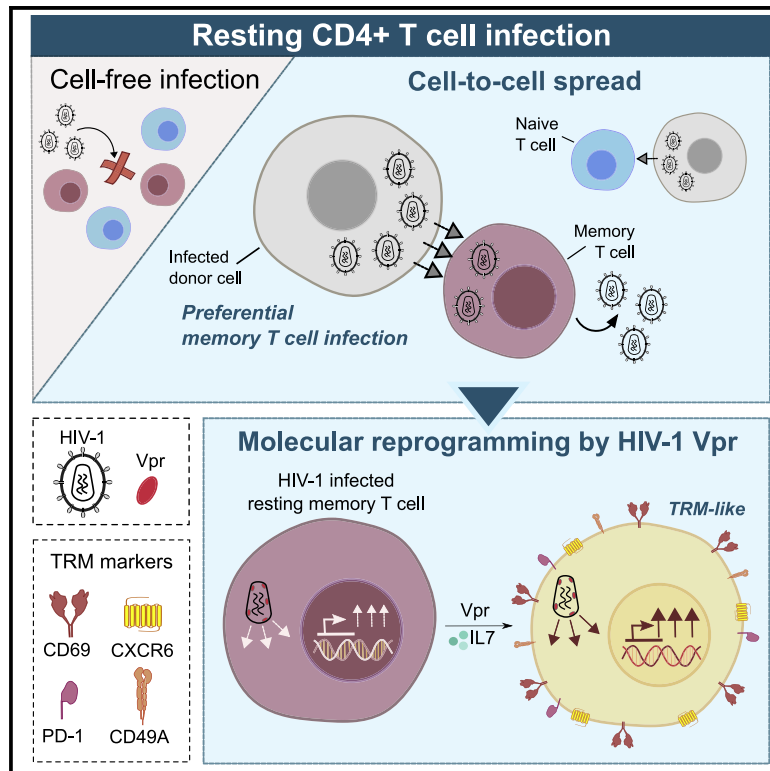 Resting CD4+ T cell infection
Cell-free infection
Cell-to-cell spread
Naive
T cell
Infected
donor cell
Memory
T cell
Preferential
memory T cell infection
HIV-1
Vpr
TRM markers
CD69
CXCR6
PD-1
CD49A
Molecular reprogramming by HIV-1 Vpr
HIV-1 infected
resting memory T cell
TRM-like
Vpr
IL7